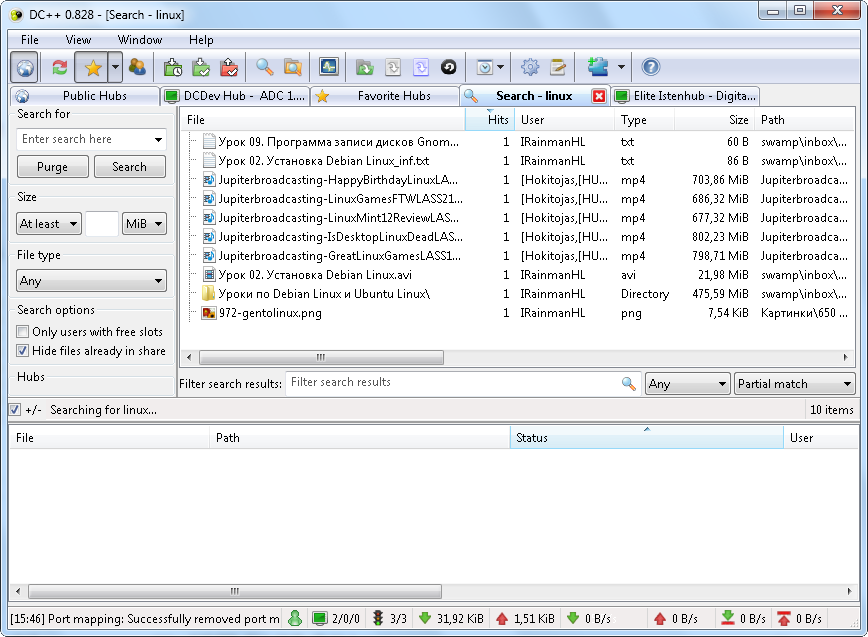 DC++ 0.828 - [Search - linux]
File View Window Help
Public Hubs DCDev Hub - ADC 1.... Favorite Hubs Search - linux Elite Istenhub - Digita...
Search for
Enter search here
Purge Search
Size
At least MiB
File type
Any
Search options
Only users with free slots
Hide files already in share
Hubs
File Hits User Type Size Path
Урок 09. Программа записи дисков Gnom... 1 IRainmanHL txt 60 B swamp\inbox\...
Урок 02. Установка Debian Linux_inf.txt 1 IRainmanHL txt 86 B swamp\inbox\...
Jupiterbroadcasting-HappyBirthdayLinuxLA... 1 [Hokitojas,[HU... mp4 703,86 MiB Jupiterbroadca...
Jupiterbroadcasting-LinuxGamesFTWLASS21... 1 [Hokitojas,[HU... mp4 686,32 MiB Jupiterbroadca...
Jupiterbroadcasting-LinuxMint12ReviewLAS... 1 [Hokitojas,[HU... mp4 677,32 MiB Jupiterbroadca...
Jupiterbroadcasting-IsDesktopLinuxDeadLAS... 1 [Hokitojas,[HU... mp4 802,23 MiB Jupiterbroadca...
Jupiterbroadcasting-GreatLinuxGamesLASS1... 1 [Hokitojas,[HU... mp4 798,71 MiB Jupiterbroadca...
Урок 02. Установка Debian Linux.avi 1 IRainmanHL avi 21,98 MiB swamp\inbox\...
Уроки по Debian Linux и Ubuntu Linux\ 1 IRainmanHL Directory 475,59 MiB swamp\inbox\...
972-gentolinux.png 1 IRainmanHL png 7,54 KiB Картинки\650 ...
Filter search results: Filter search results Any Partial match
+/- Searching for linux... 10 items
File Path Status User
[15:46] Port mapping: Successfully removed port m 2/0/0 3/3 31,92 KiB 1,51 KiB 0 B/s 0 B/s 0 B/s 0 B/s